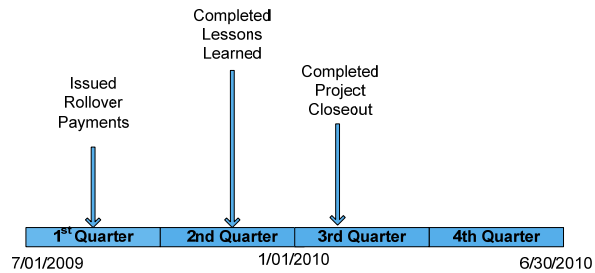 Completed
Lessons
Learned
Issued
Rollover
Payments
Completed
Project
Closeout
1st Quarter
2nd Quarter
3rd Quarter
4th Quarter
7/01/2009
1/01/2010
6/30/2010